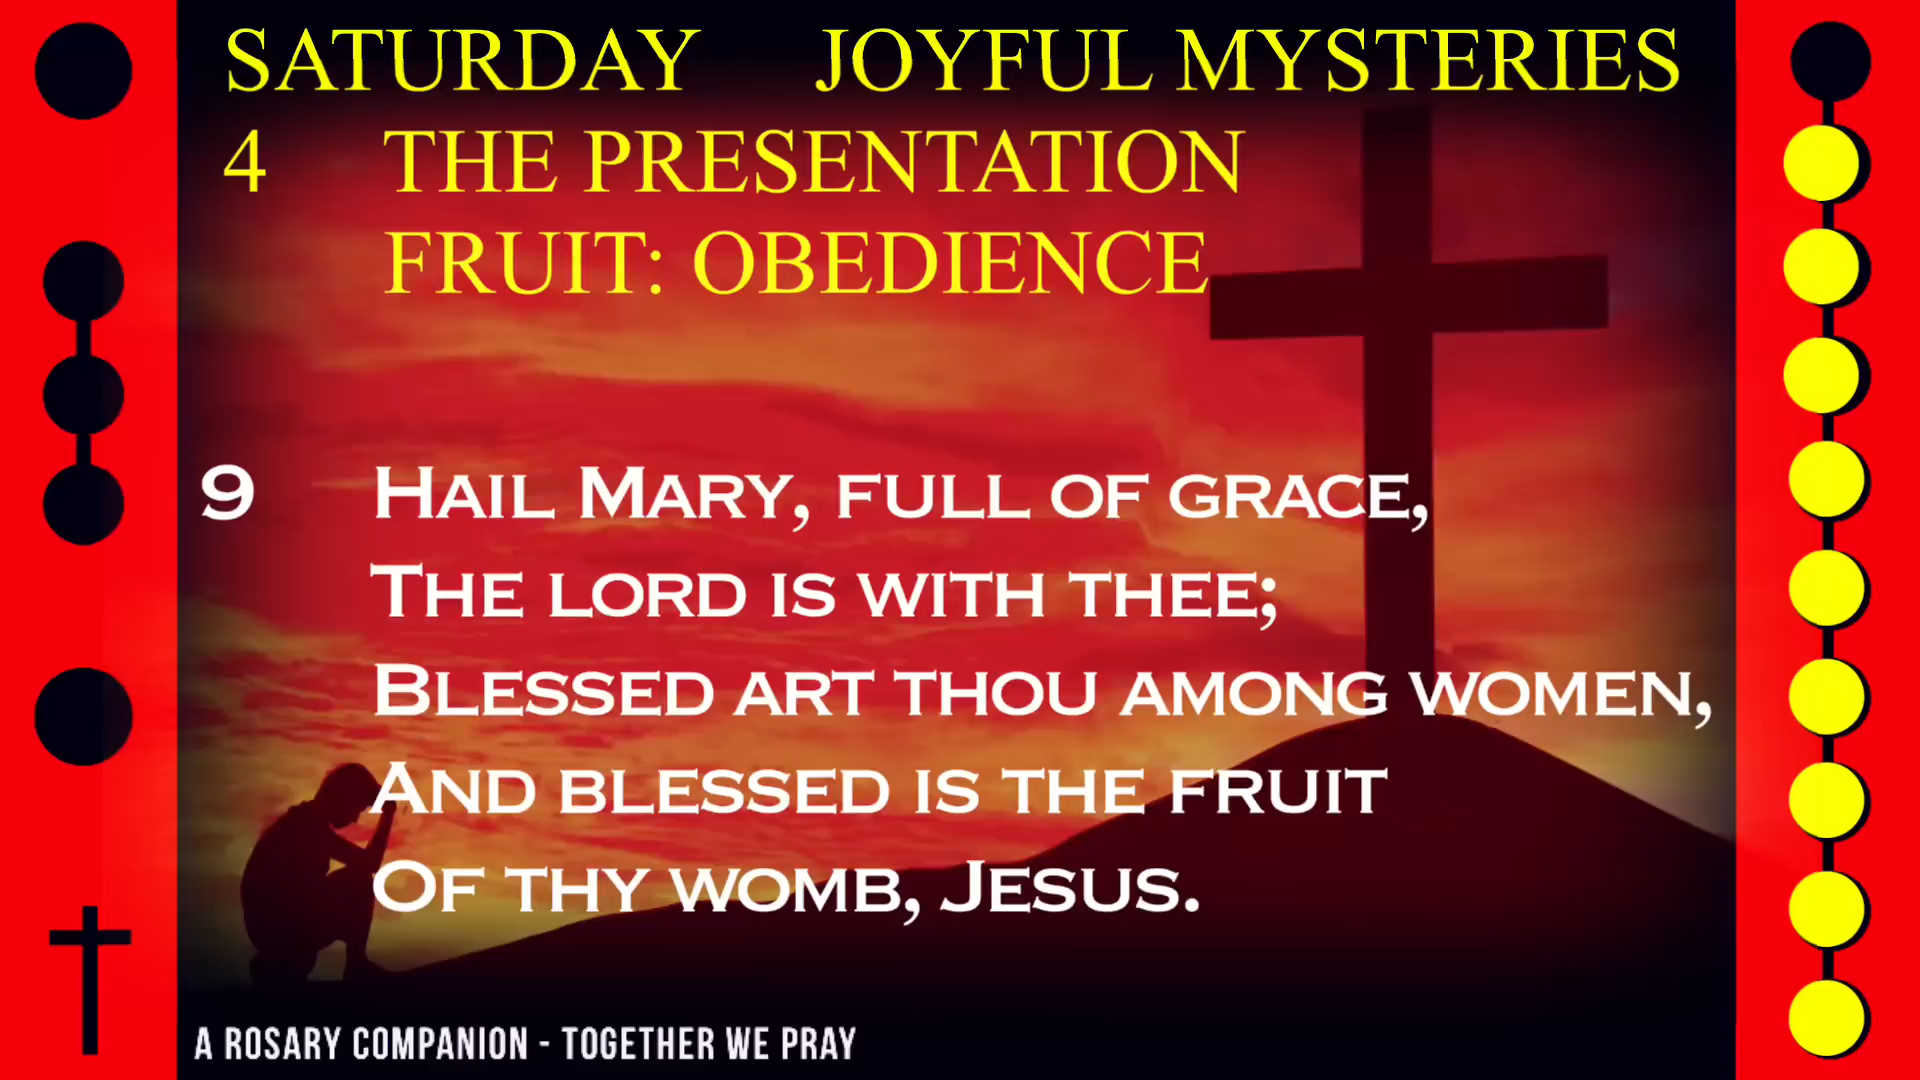 SATURDAY JOYFUL MYSTERIES
4 THE PRESENTATION
FRUIT: OBEDIENCE
9 HAIL MARY, FULL OF GRACE,
THE LORD IS WITH THEE;
BLESSED ART THOU AMONG WOMEN,
AND BLESSED IS THE FRUIT
OF THY WOMB, JESUS.
A ROSARY COMPANION - TOGETHER WE PRAY